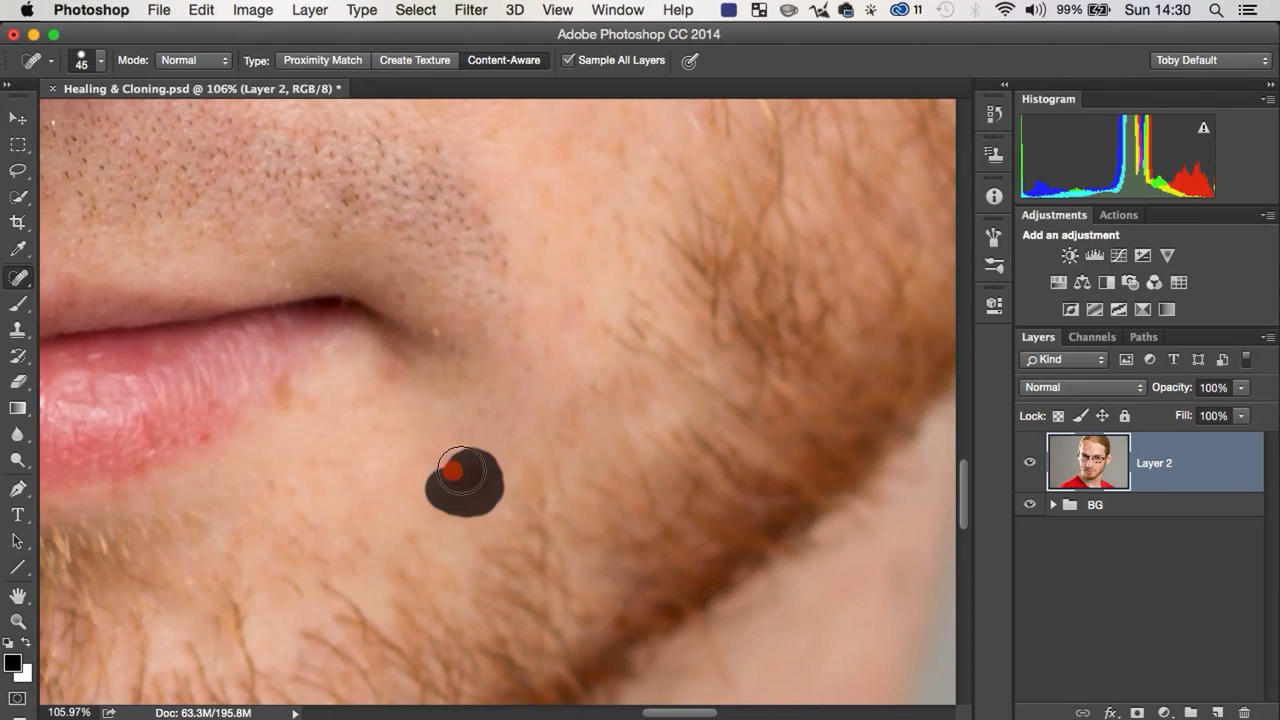 Photoshop File Edit Image Layer Type Select Filter 3D View Window Help 11 99% Sun 14:30
Adobe Photoshop CC 2014
45 Mode: Normal Type: Proximity Match Create Texture Content-Aware Sample All Layers Toby Default
Healing & Cloning.psd @ 106% (Layer 2, RGB/8) *
Histogram
Adjustments Actions
Add an adjustment
Layers Channels Paths
Kind
Normal Opacity: 100%
Lock: Fill: 100%
Layer 2
BG
105.97% Doc: 63.3M/195.8M